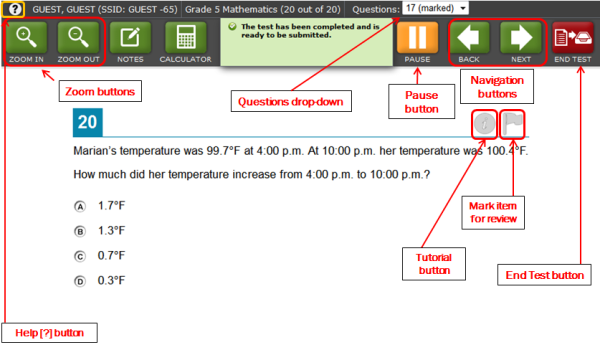 ? GUEST, GUEST (SSID: GUEST -65) Grade 5 Mathematics (20 out of 20) Questions: 17 (marked)
The test has been completed and is
ready to be submitted.
ZOOM IN ZOOM OUT NOTES CALCULATOR PAUSE BACK NEXT END TEST
Zoom buttons
Questions drop-down
Pause
button
Navigation
buttons
20
Marian's temperature was 99.7°F at 4:00 p.m. At 10:00 p.m. her temperature was 100.4°F.
How much did her temperature increase from 4:00 p.m. to 10:00 p.m.?
A 1.7°F
B 1.3°F
C 0.7°F
D 0.3°F
Mark item
for review
Tutorial
button
End Test button
Help [?] button